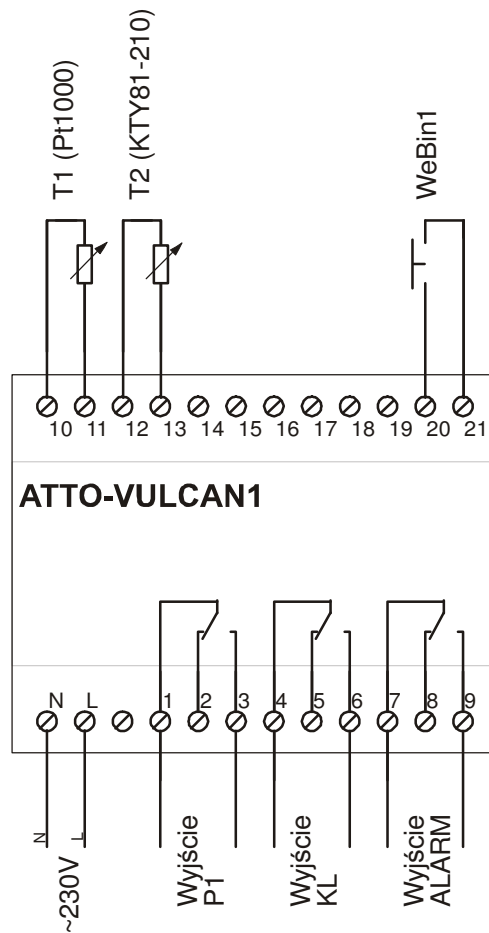 T1 (Pt1000)
T2 (KTY81-210)
WeBin1
10 11 12 13 14 15 16 17 18 19 20 21
ATTO-VULCAN1
N L 1 2 3 4 5 6 7 8 9
N
L
~230V
Wyjście
P1
Wyjście
KL
Wyjście
ALARM